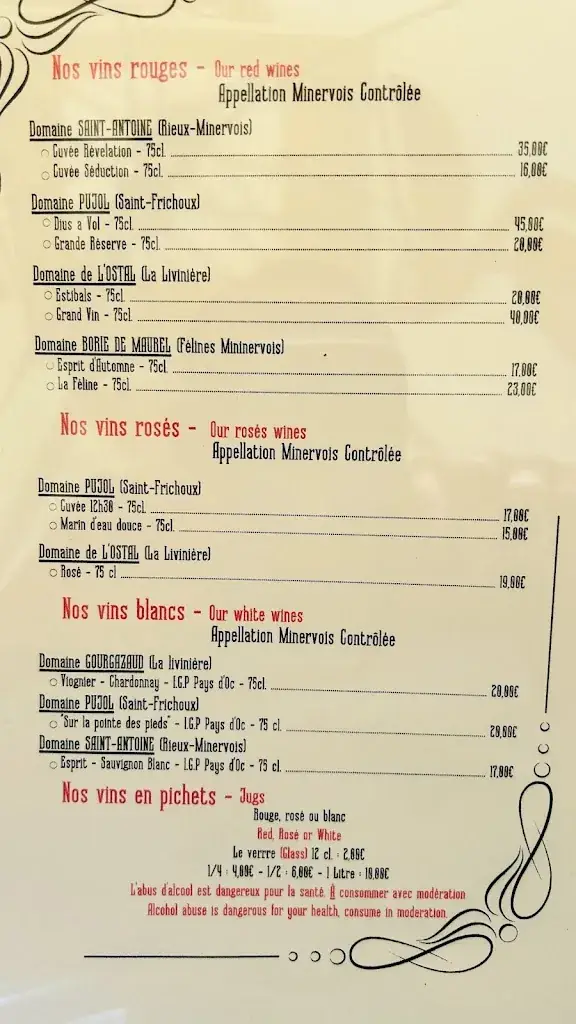 Nos vins rouges - Our red wines
Appellation Minervois Contrôlée
Domaine SAINT-ANTOINE (Rieux-Minervois)
Cuvée Révelation - 75cl. 35,00€
Cuvée Séduction - 75cl. 16,00€
Domaine PUJOL (Saint-Frichoux)
Dius a Vol - 75cl. 45,00€
Grande Réserve - 75cl. 20,00€
Domaine de L'OSTAL (La Livinière)
Estibals - 75cl. 20,00€
Grand Vin - 75cl. 40,00€
Domaine BORIE DE MAUREL (Félines Mininervois)
Esprit d'Automne - 75cl. 17,00€
La Féline - 75cl. 23,00€
Nos vins rosés - Our rosés wines
Appellation Minervois Contrôlée
Domaine PUJOL (Saint-Frichoux)
Cuvée 12h30 - 75cl. 17,00€
Marin d'eau douce - 75cl. 15,00€
Domaine de L'OSTAL (La Livinière)
Rosé - 75 cl 19,00€
Nos vins blancs - Our white wines
Appellation Minervois Contrôlée
Domaine GOURGAZAUD (La livinière)
Viognier - Chardonnay - I.G.P Pays d'Oc - 75cl. 20,00€
Domaine PUJOL (Saint-Frichoux)
"Sur la pointe des pieds" - I.G.P Pays d'Oc - 75 cl. 20,00€
Domaine SAINT-ANTOINE (Rieux-Minervois)
Esprit - Sauvignon Blanc - I.G.P Pays d'Oc - 75 cl. 17,00€
Nos vins en pichets - Jugs
Rouge, rosé ou blanc
Red, Rosé or White
Le verrre (Glass) 12 cl. : 2,00€
1/4 : 4,00€ - 1/2 : 6,00€ - 1 Litre : 10,00€
L'abus d'alcool est dangereux pour la santé. À consommer avec modération
Alcohol abuse is dangerous for your health, consume in moderation.